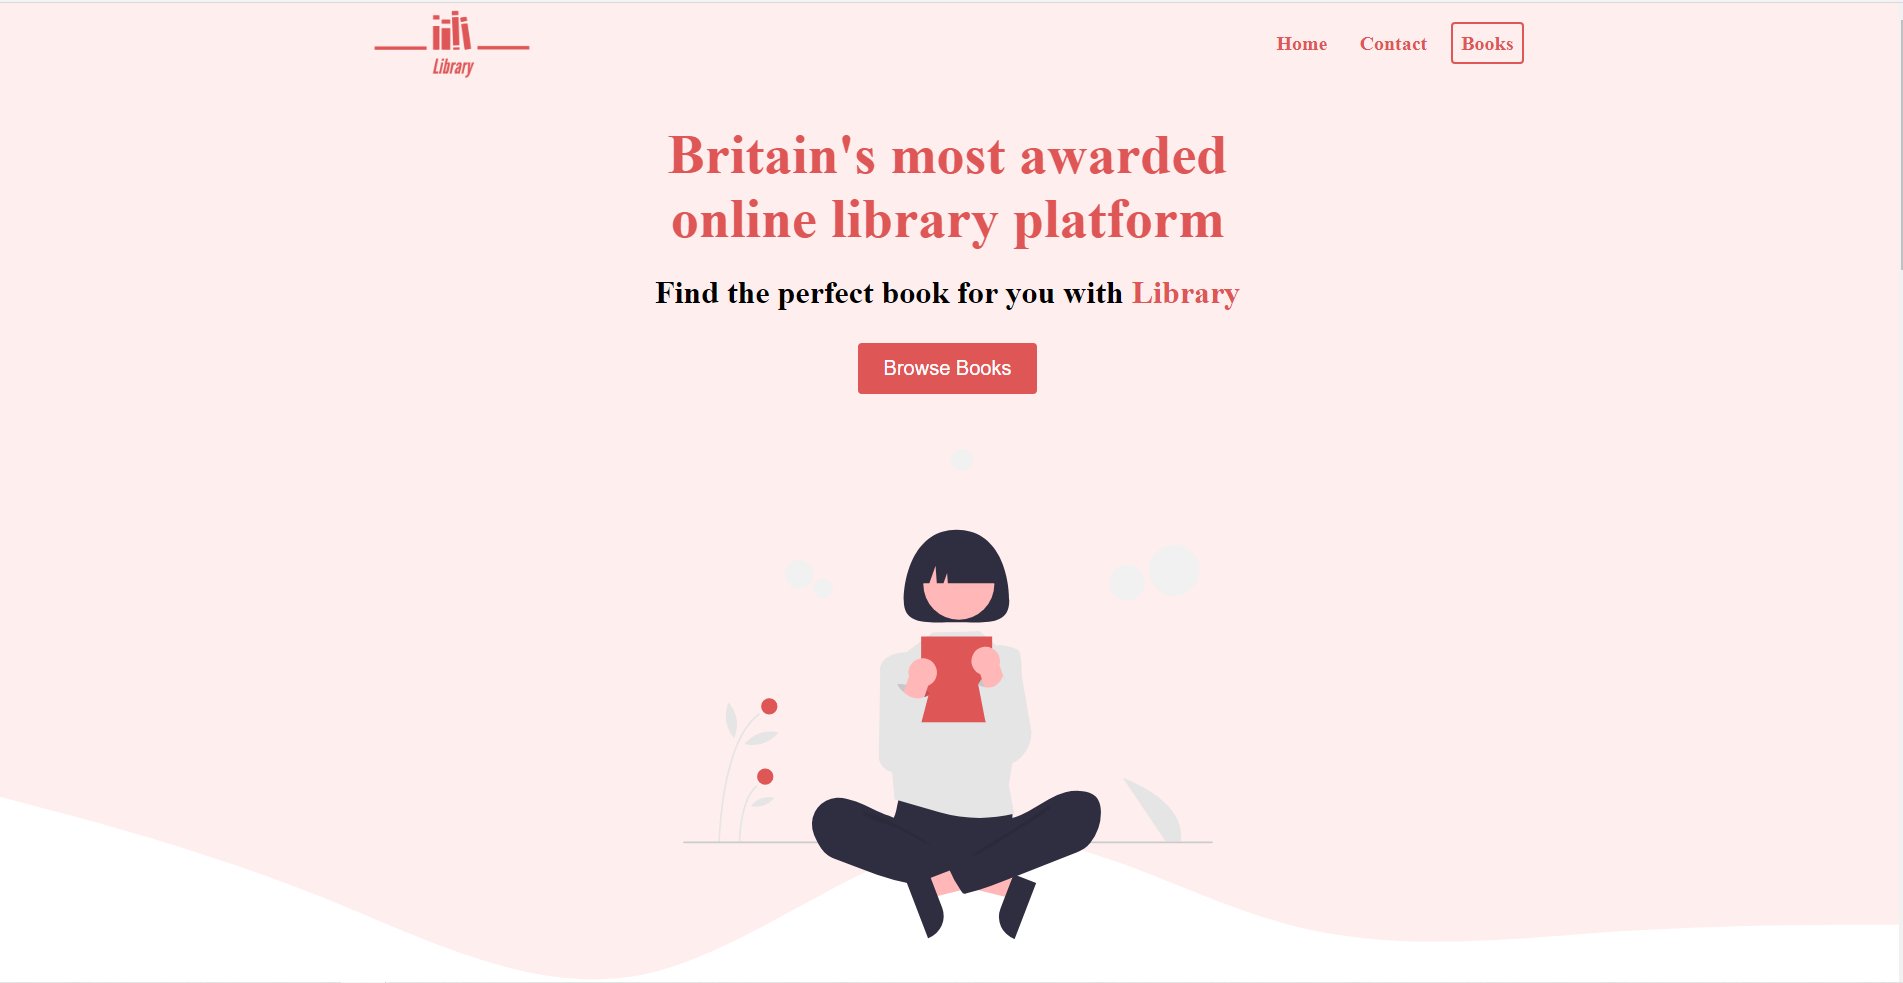 Library
Home
Contact
Books
Britain's most awarded
online library platform
Find the perfect book for you with Library
Browse Books